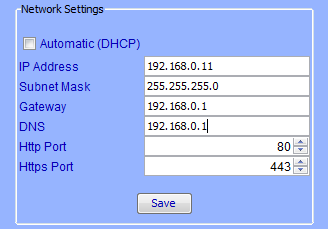 Network Settings
Automatic (DHCP)
IP Address 192.168.0.11
Subnet Mask 255.255.255.0
Gateway 192.168.0.1
DNS 192.168.0.1
Http Port 80
Https Port 443
Save